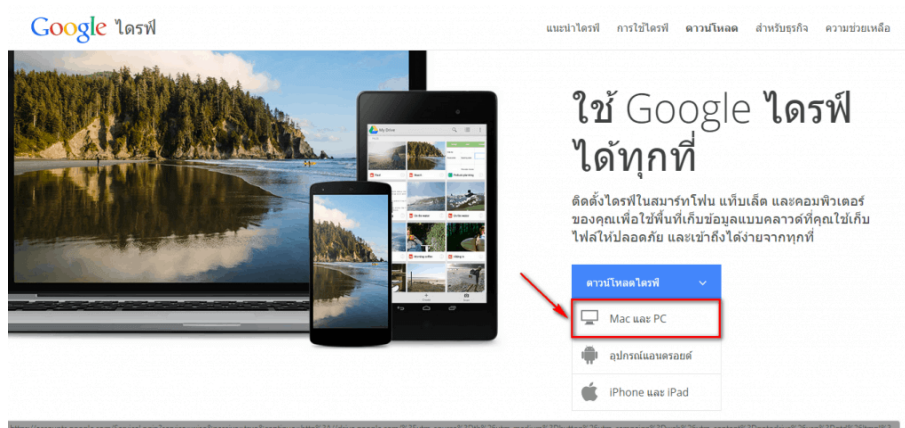 Google ไดรฟ์
แนะนำไดรฟ์ การใช้ไดรฟ์ ดาวน์โหลด สำหรับธุรกิจ ความช่วยเหลือ
ใช้ Google ไดรฟ์
ได้ทุกที่
ติดตั้งไดรฟ์ในสมาร์ทโฟน แท็บเล็ต และคอมพิวเตอร์
ของคุณเพื่อใช้พื้นที่เก็บข้อมูลแบบคลาวด์ที่คุณใช้เก็บ
ไฟล์ให้ปลอดภัย และเข้าถึงได้ง่ายจากทุกที่
My Drive
ดาวน์โหลดไดรฟ์
Mac และ PC
อุปกรณ์แอนดรอยด์
iPhone และ iPad